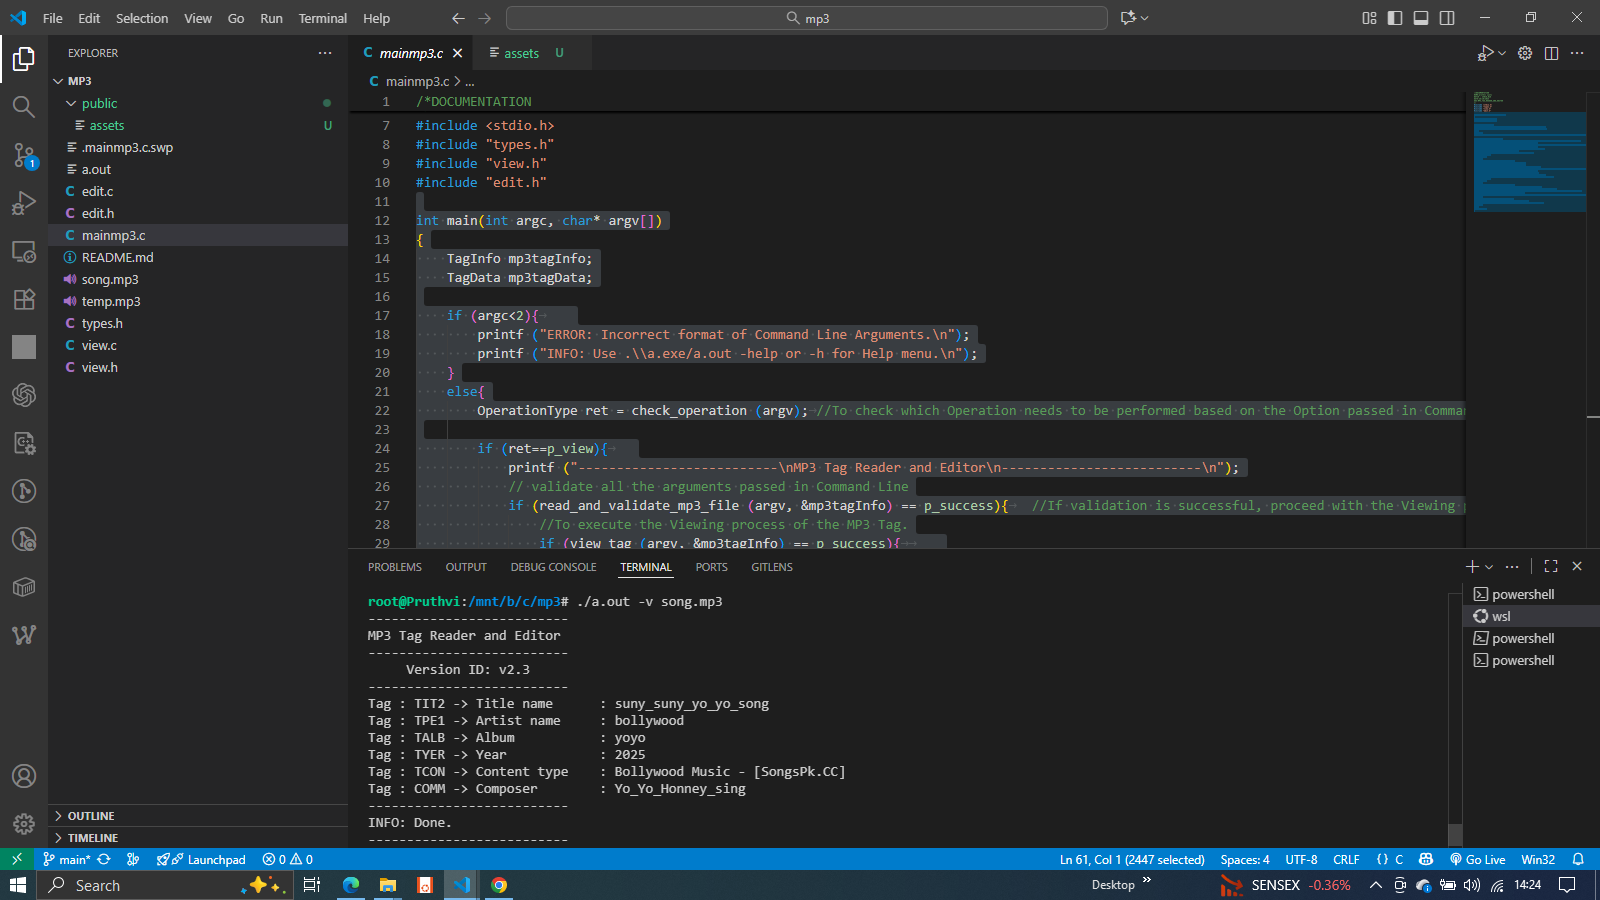 File Edit Selection View Go Run Terminal Help
mp3
EXPLORER
MP3
public
assets U
.mainmp3.c.swp
a.out
C edit.c
C edit.h
C mainmp3.c
README.md
song.mp3
temp.mp3
C types.h
C view.c
C view.h
OUTLINE
TIMELINE
1
C mainmp3.c
assets U
C mainmp3.c > ...
1 /*DOCUMENTATION
7 #include <stdio.h>
8 #include "types.h"
9 #include "view.h"
10 #include "edit.h"
11
12 int main(int argc, char* argv[])
13 {
14 TagInfo mp3tagInfo;
15 TagData mp3tagData;
16
17 if (argc<2){
18 printf ("ERROR: Incorrect format of Command Line Arguments.\n");
19 printf ("INFO: Use .\\a.exe/a.out -help or -h for Help menu.\n");
20 }
21 else{
22 OperationType ret = check_operation (argv); //To check which Operation needs to be performed based on the Option passed in Comma
23
24 if (ret==p_view){
25 printf ("--------------------------\nMP3 Tag Reader and Editor\n--------------------------\n");
26 // validate all the arguments passed in Command Line
27 if (read_and_validate_mp3_file (argv, &mp3tagInfo) == p_success){ //If validation is successful, proceed with the Viewing
28 //To execute the Viewing process of the MP3 Tag.
29 if (view_tag (argv, &mp3tagInfo) == p_success){
PROBLEMS OUTPUT DEBUG CONSOLE TERMINAL PORTS GITLENS
root@Pruthvi:/mnt/b/c/mp3# ./a.out -v song.mp3
--------------------------
MP3 Tag Reader and Editor
--------------------------
Version ID: v2.3
--------------------------
Tag : TIT2 -> Title name : suny_suny_yo_yo_song
Tag : TPE1 -> Artist name : bollywood
Tag : TALB -> Album : yoyo
Tag : TYER -> Year : 2025
Tag : TCON -> Content type : Bollywood Music - [SongsPk.CC]
Tag : COMM -> Composer : Yo_Yo_Honney_sing
--------------------------
INFO: Done.
--------------------------
powershell
wsl
powershell
powershell
main* Launchpad 0 0
Ln 61, Col 1 (2447 selected) Spaces: 4 UTF-8 CRLF {} C Go Live Win32
Search
Desktop » SENSEX -0.36% 14:24